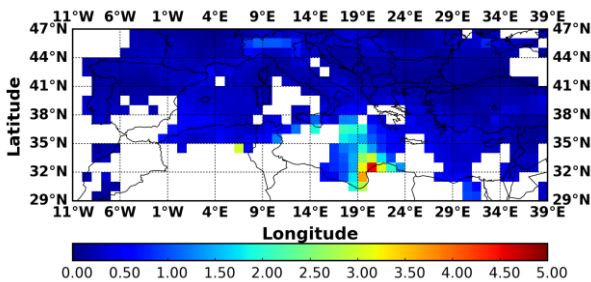 11°W 6°W 1°W 4°E 9°E 14°E 19°E 24°E 29°E 34°E 39°E
47°N 47°N
44°N 44°N
41°N 41°N
38°N 38°N
35°N 35°N
32°N 32°N
29°N 29°N
Latitude
11°W 6°W 1°W 4°E 9°E 14°E 19°E 24°E 29°E 34°E 39°E
Longitude
0.00 0.50 1.00 1.50 2.00 2.50 3.00 3.50 4.00 4.50 5.00